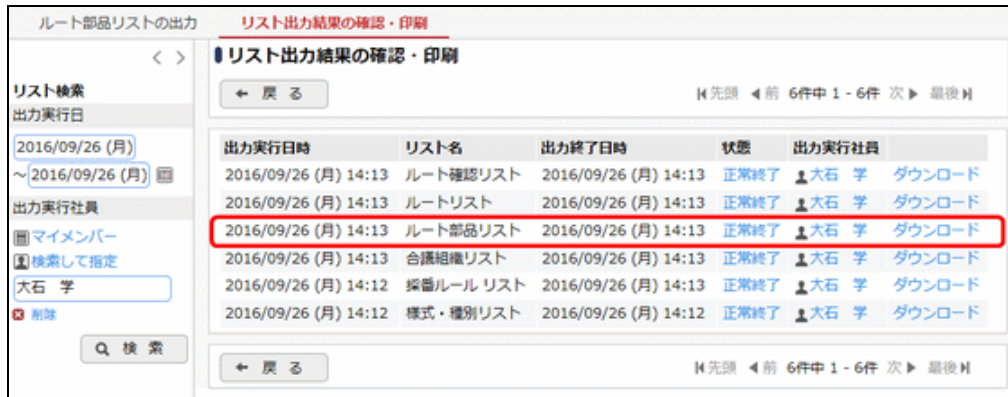 ルート部品リストの出力 リスト出力結果の確認・印刷
リスト検索
出力実行日
2016/09/26 (月)
～2016/09/26 (月)
出力実行社員
マイメンバー
検索して指定
大石 学
削除
検 索
リスト出力結果の確認・印刷
戻 る 先頭 前 6件中 1 - 6件 次 最後
出力実行日時 リスト名 出力終了日時 状態 出力実行社員
2016/09/26 (月) 14:13 ルート確認リスト 2016/09/26 (月) 14:13 正常終了 大石 学 ダウンロード
2016/09/26 (月) 14:13 ルートリスト 2016/09/26 (月) 14:13 正常終了 大石 学 ダウンロード
2016/09/26 (月) 14:13 ルート部品リスト 2016/09/26 (月) 14:13 正常終了 大石 学 ダウンロード
2016/09/26 (月) 14:13 合議組織リスト 2016/09/26 (月) 14:13 正常終了 大石 学 ダウンロード
2016/09/26 (月) 14:12 採番ルール リスト 2016/09/26 (月) 14:13 正常終了 大石 学 ダウンロード
2016/09/26 (月) 14:12 様式・種別リスト 2016/09/26 (月) 14:12 正常終了 大石 学 ダウンロード
戻 る 先頭 前 6件中 1 - 6件 次 最後